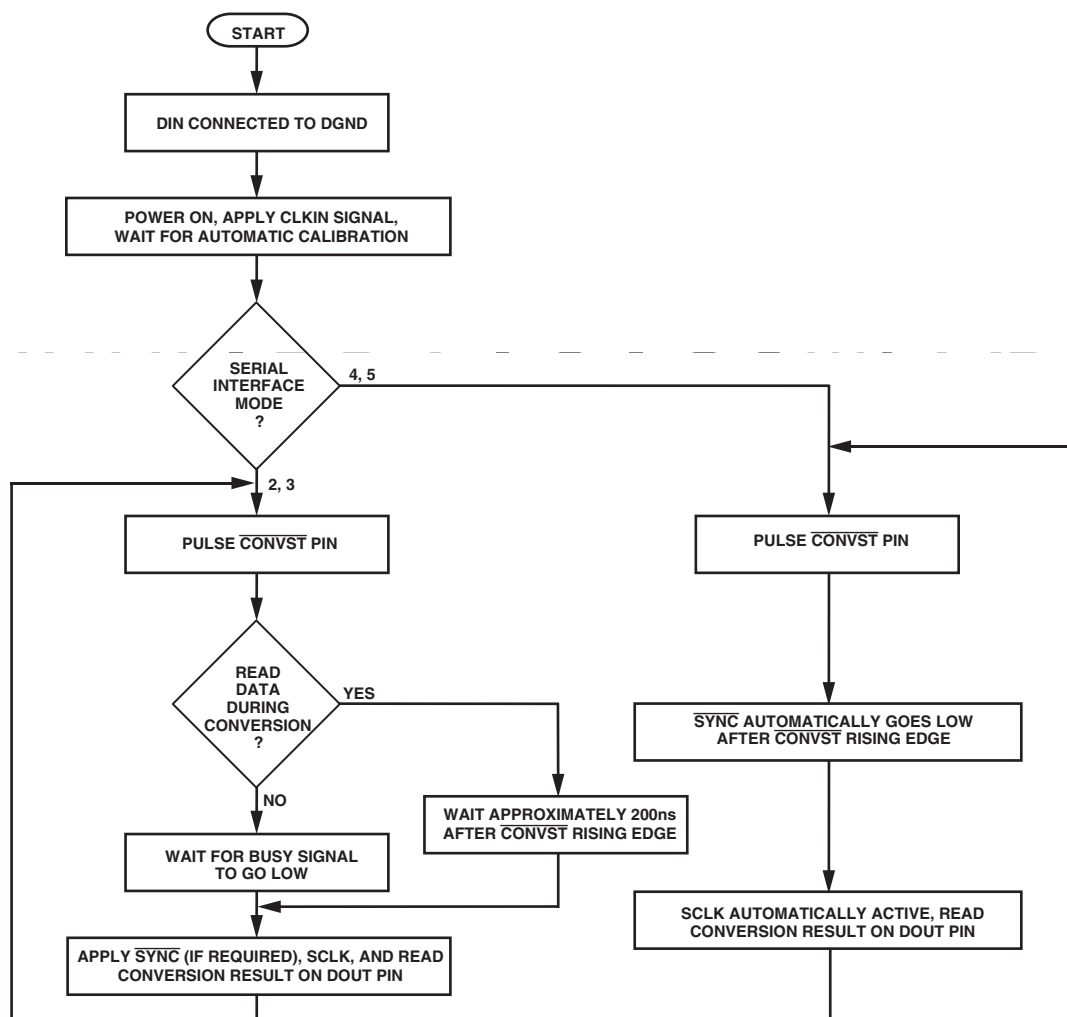 START
DIN CONNECTED TO DGND
POWER ON, APPLY CLKIN SIGNAL,
WAIT FOR AUTOMATIC CALIBRATION
SERIAL
INTERFACE
MODE
?
4, 5
2, 3
PULSE CONVST PIN
PULSE CONVST PIN
READ
DATA
DURING
CONVERSION
?
YES
NO
SYNC AUTOMATICALLY GOES LOW
AFTER CONVST RISING EDGE
WAIT APPROXIMATELY 200ns
AFTER CONVST RISING EDGE
WAIT FOR BUSY SIGNAL
TO GO LOW
SCLK AUTOMATICALLY ACTIVE, READ
CONVERSION RESULT ON DOUT PIN
APPLY SYNC (IF REQUIRED), SCLK, AND READ
CONVERSION RESULT ON DOUT PIN